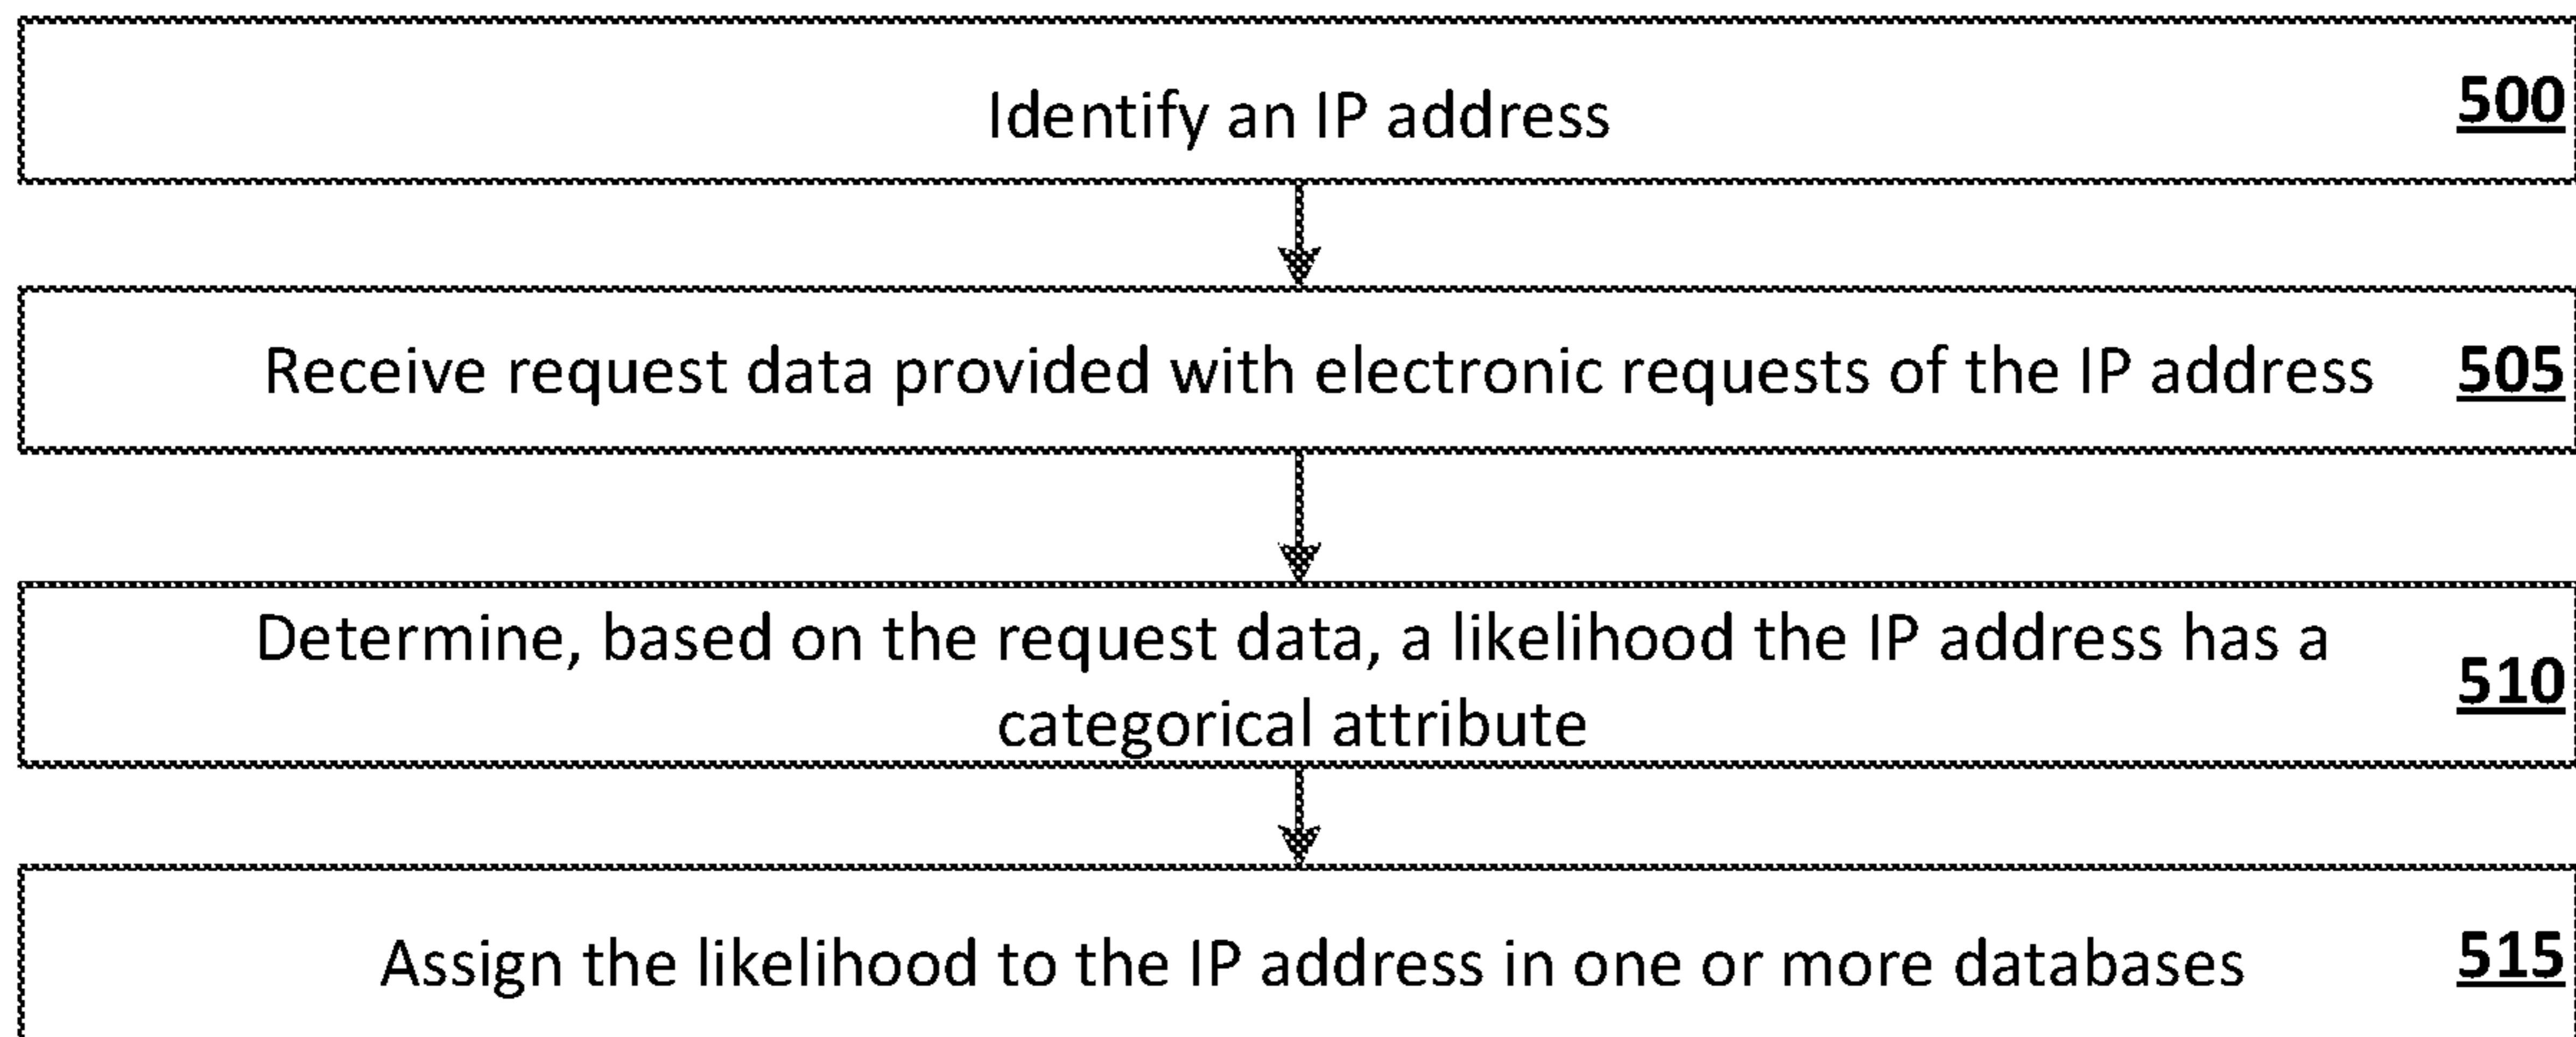 Identify an IP address 500
Receive request data provided with electronic requests of the IP address 505
Determine, based on the request data, a likelihood the IP address has a
categorical attribute
510
Assign the likelihood to the IP address in one or more databases 515